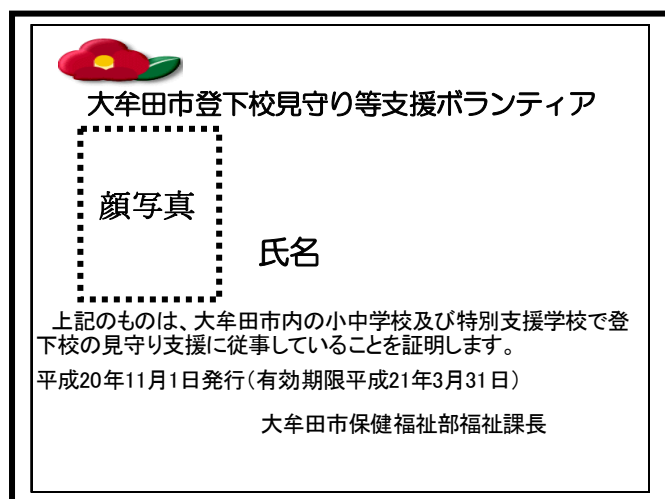 大牟田市登下校見守り等支援ボランティア
顔写真
氏名
上記のものは、大牟田市内の小中学校及び特別支援学校で登
下校の見守り支援に従事していることを証明します。
平成20年11月1日発行(有効期限平成21年3月31日)
大牟田市保健福祉部福祉課長